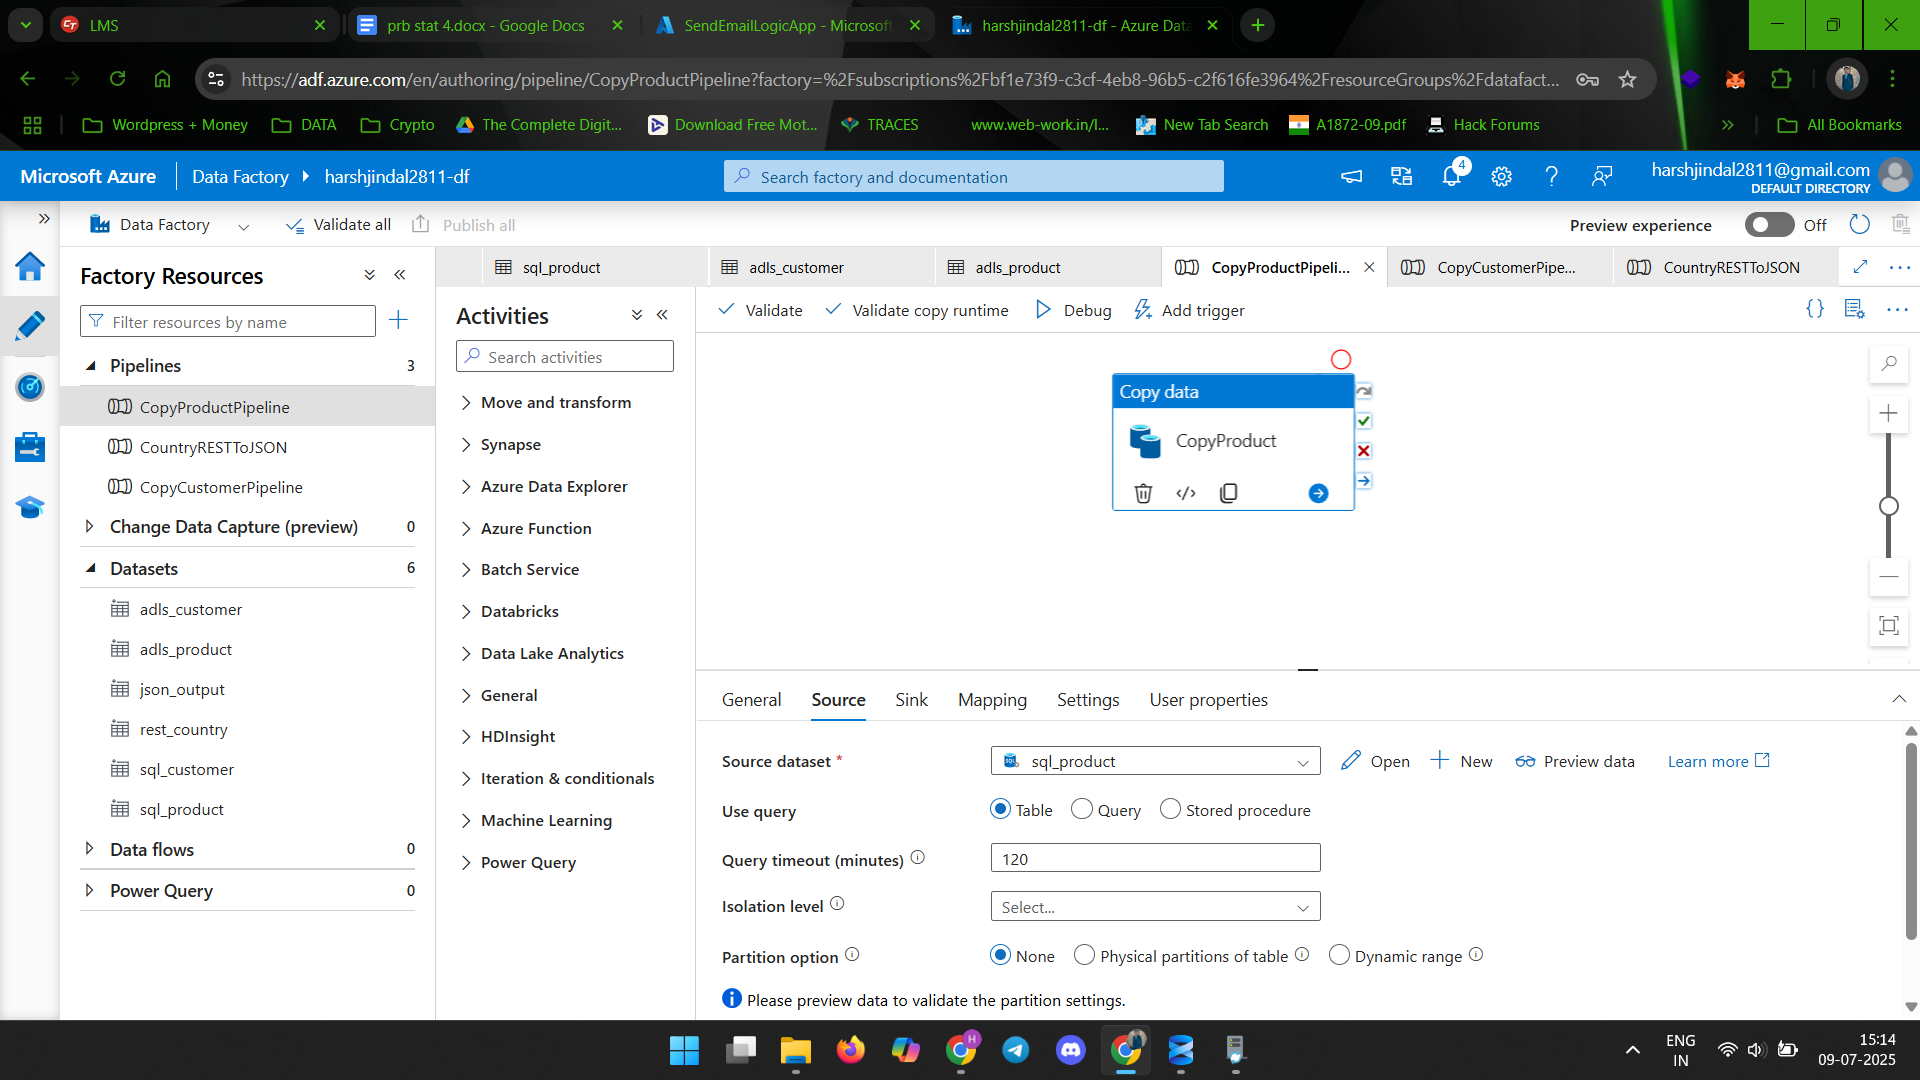 LMS
prb stat 4.docx - Google Docs
SendEmailLogicApp - Microsoft
harshjindal2811-df - Azure Data
https://adf.azure.com/en/authoring/pipeline/CopyProductPipeline?factory=%2Fsubscriptions%2Fbf1e73f9-c3cf-4eb8-96b5-c2f616fe3964%2FresourceGroups%2Fdatafact...
Wordpress + Money
DATA
Crypto
The Complete Digit...
Download Free Mot...
TRACES
www.web-work.in/l...
New Tab Search
A1872-09.pdf
Hack Forums
All Bookmarks
Microsoft Azure
Data Factory
harshjindal2811-df
Search factory and documentation
4
harshjindal2811@gmail.com
DEFAULT DIRECTORY
Data Factory
Validate all
Publish all
Preview experience
Off
Factory Resources
Filter resources by name
Pipelines 3
CopyProductPipeline
CountryRESTToJSON
CopyCustomerPipeline
Change Data Capture (preview) 0
Datasets 6
adls_customer
adls_product
json_output
rest_country
sql_customer
sql_product
Data flows 0
Power Query 0
sql_product
adls_customer
adls_product
CopyProductPipeli...
CopyCustomerPipe...
CountryRESTToJSON
Activities
Search activities
Move and transform
Synapse
Azure Data Explorer
Azure Function
Batch Service
Databricks
Data Lake Analytics
General
HDInsight
Iteration & conditionals
Machine Learning
Power Query
Validate
Validate copy runtime
Debug
Add trigger
Copy data
CopyProduct
General
Source
Sink
Mapping
Settings
User properties
Source dataset *
sql_product
Open
New
Preview data
Learn more
Use query
Table
Query
Stored procedure
Query timeout (minutes)
120
Isolation level
Select...
Partition option
None
Physical partitions of table
Dynamic range
Please preview data to validate the partition settings.
H
ENG
IN
15:14
09-07-2025